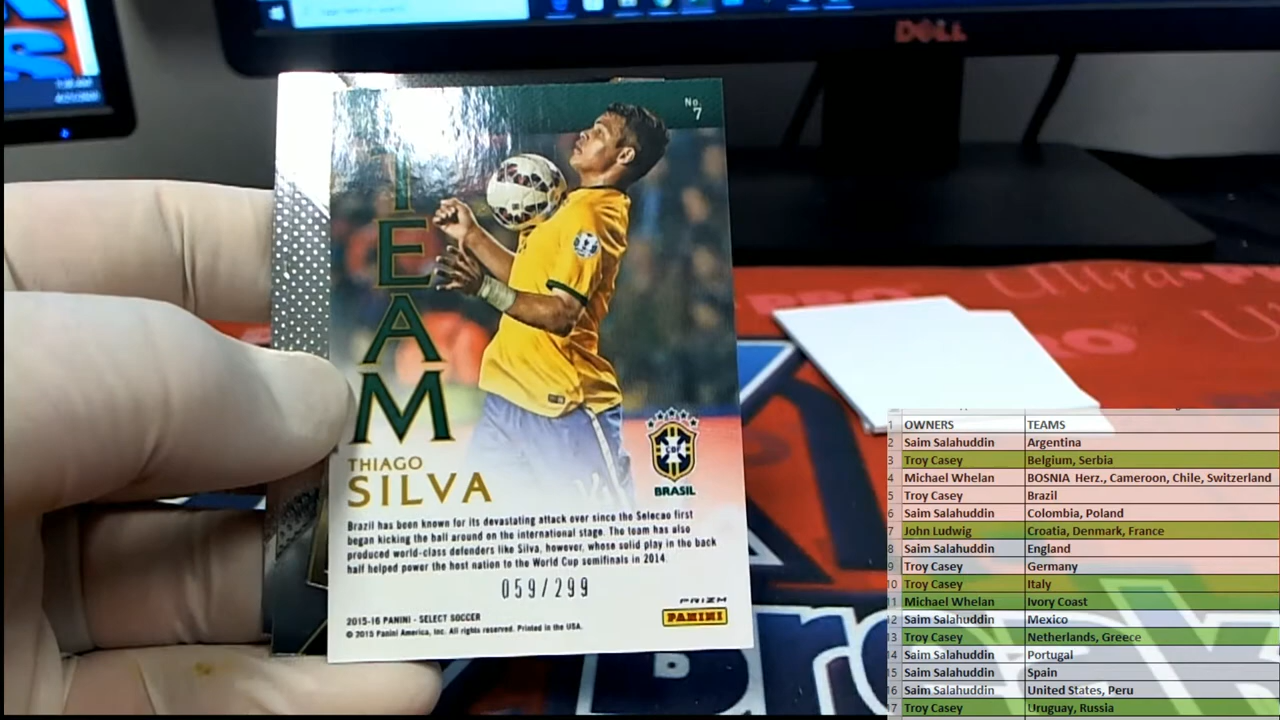 DELL
No.
7
TEAM
THIAGO
SILVA
BRASIL
Brazil has been known for its devastating attack ever since the Selecao first
began kicking the ball around on the international stage. The team has also
produced world-class defenders like Silva, however, whose solid play in the back
half helped power the host nation to the World Cup semifinals in 2014.
059/299
PRIZM
PANINI
2015-16 PANINI - SELECT SOCCER
© 2015 Panini America, Inc. All rights reserved. Printed in the USA.
Ultra PRO
PRO
1 OWNERS TEAMS
2 Saim Salahuddin Argentina
3 Troy Casey Belgium, Serbia
4 Michael Whelan BOSNIA Herz., Cameroon, Chile, Switzerland
5 Troy Casey Brazil
6 Saim Salahuddin Colombia, Poland
7 John Ludwig Croatia, Denmark, France
8 Saim Salahuddin England
9 Troy Casey Germany
10 Troy Casey Italy
11 Michael Whelan Ivory Coast
12 Saim Salahuddin Mexico
13 Troy Casey Netherlands, Greece
14 Saim Salahuddin Portugal
15 Saim Salahuddin Spain
16 Saim Salahuddin United States, Peru
17 Troy Casey Uruguay, Russia